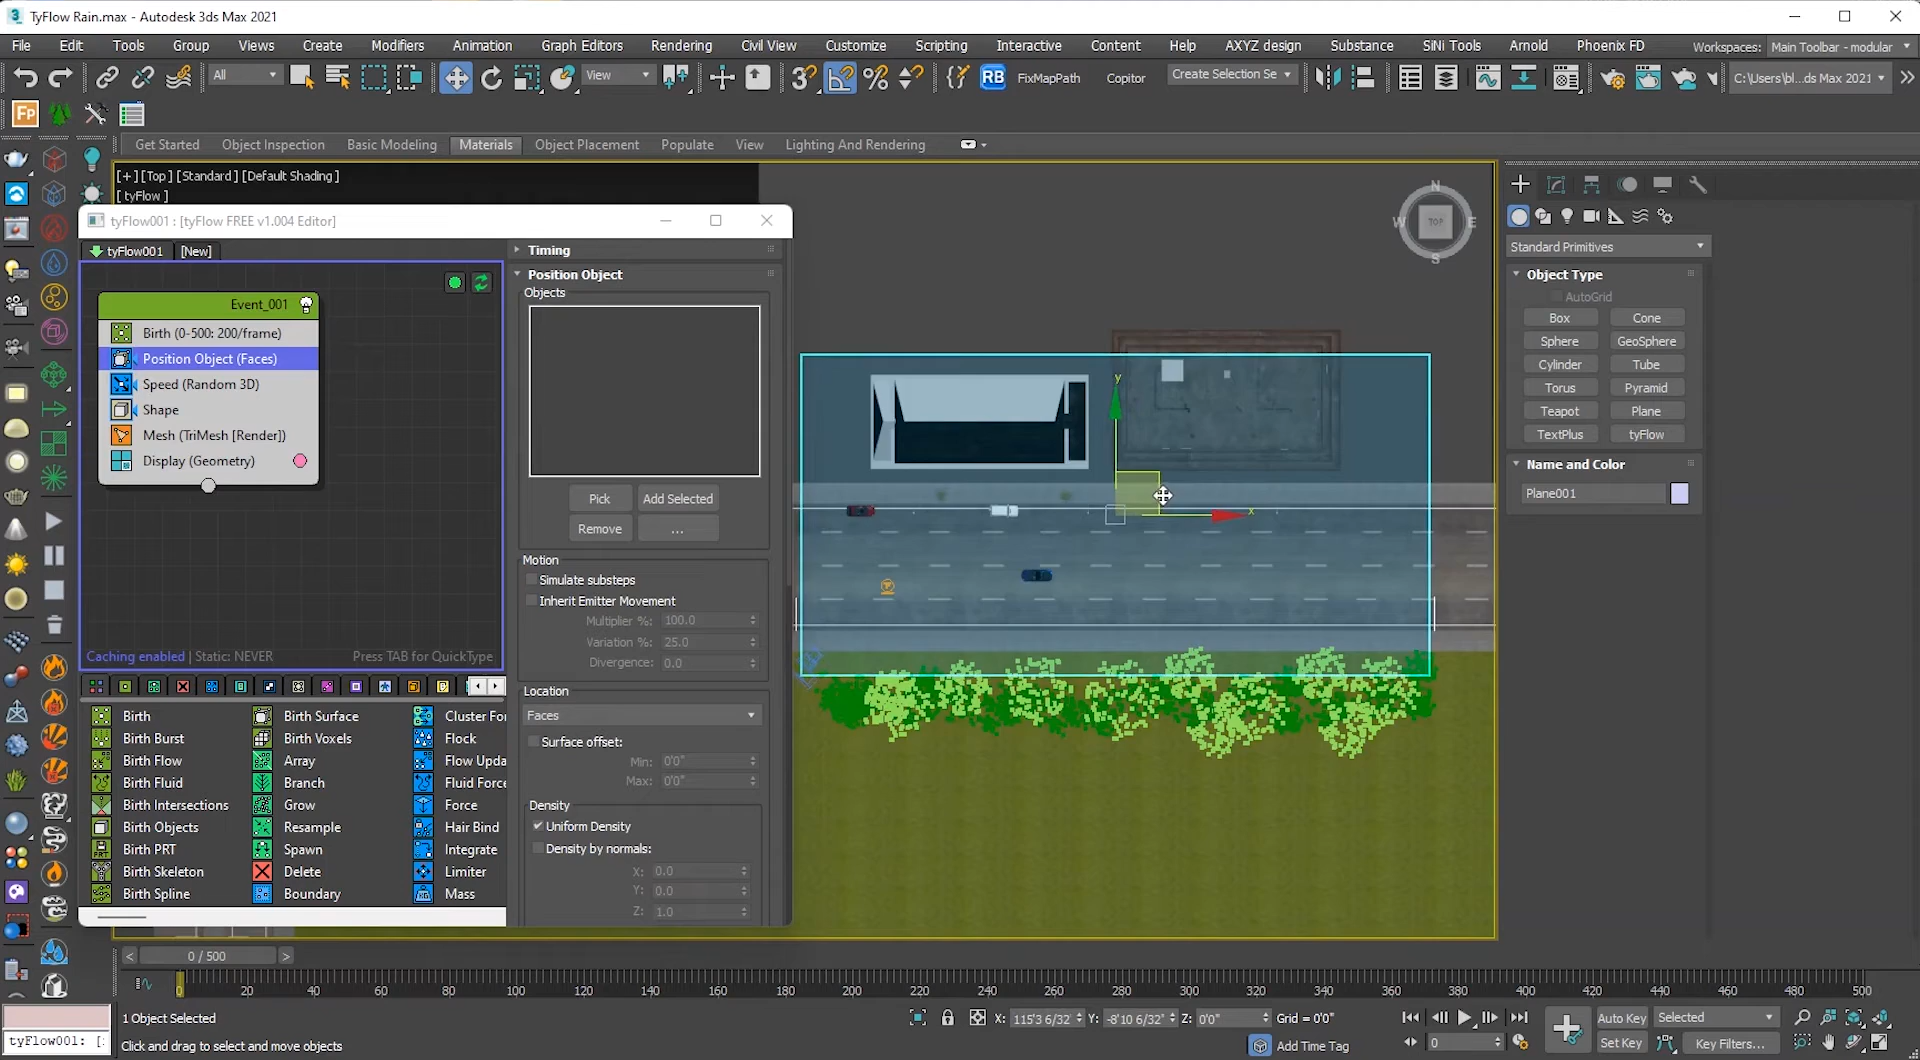 TyFlow Rain.max - Autodesk 3ds Max 2021
File Edit Tools Group Views Create Modifiers Animation Graph Editors Rendering Civil View Customize Scripting Interactive Content Help AXYZ design Substance SiNi Tools Arnold Phoenix FD Workspaces: Main Toolbar - modular
All View RB FixMapPath Copitor Create Selection Se C:\Users\bl...ds Max 2021
Fp
Get Started Object Inspection Basic Modeling Materials Object Placement Populate View Lighting And Rendering
[+] [Top ] [Standard ] [Default Shading ]
[ tyFlow ]
tyFlow001 : [tyFlow FREE v1.004 Editor]
tyFlow001 [New]
Event_001
Birth (0-500: 200/frame)
Position Object (Faces)
Speed (Random 3D)
Shape
Mesh (TriMesh [Render])
Display (Geometry)
Caching enabled | Static: NEVER Press TAB for QuickType
Birth Birth Surface Cluster For
Birth Burst Birth Voxels Flock
Birth Flow Array Flow Upda
Birth Fluid Branch Fluid Force
Birth Intersections Grow Force
Birth Objects Resample Hair Bind
Birth PRT Spawn Integrate
Birth Skeleton Delete Limiter
Birth Spline Boundary Mass
Timing
Position Object
Objects
Pick Add Selected
Remove ...
Motion
Simulate substeps
Inherit Emitter Movement
Multiplier %: 100.0
Variation %: 25.0
Divergence: 0.0
Location
Faces
Surface offset:
Min: 0'0"
Max: 0'0"
Density
Uniform Density
Density by normals:
X: 0.0
Y: 0.0
Z: 1.0
y
x
N
W TOP E
S
Standard Primitives
Object Type
AutoGrid
Box Cone
Sphere GeoSphere
Cylinder Tube
Torus Pyramid
Teapot Plane
TextPlus tyFlow
Name and Color
Plane001
< 0 / 500 >
0 20 40 60 80 100 120 140 160 180 200 220 240 260 280 300 320 340 360 380 400 420 440 460 480 500
1 Object Selected X: 115'3 6/32" Y: -8'10 6/32" Z: 0'0" Grid = 0'0" Auto Key Selected
tyFlow001: [ Click and drag to select and move objects Add Time Tag 0 Set Key Key Filters...